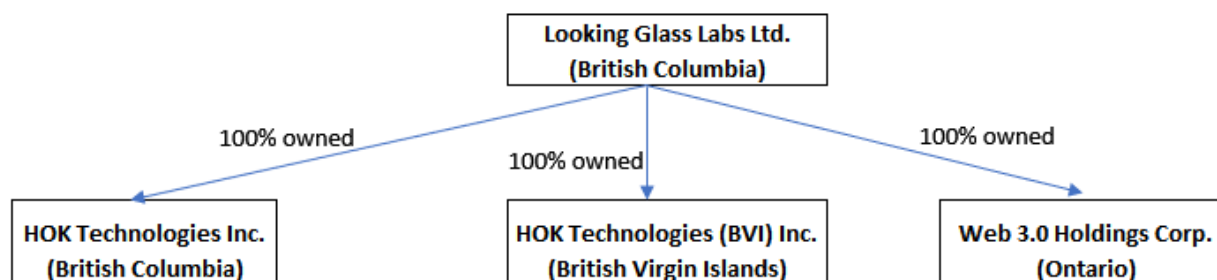 Looking Glass Labs Ltd.
(British Columbia)
100% owned
100% owned
100% owned
HOK Technologies Inc.
(British Columbia)
HOK Technologies (BVI) Inc.
(British Virgin Islands)
Web 3.0 Holdings Corp.
(Ontario)